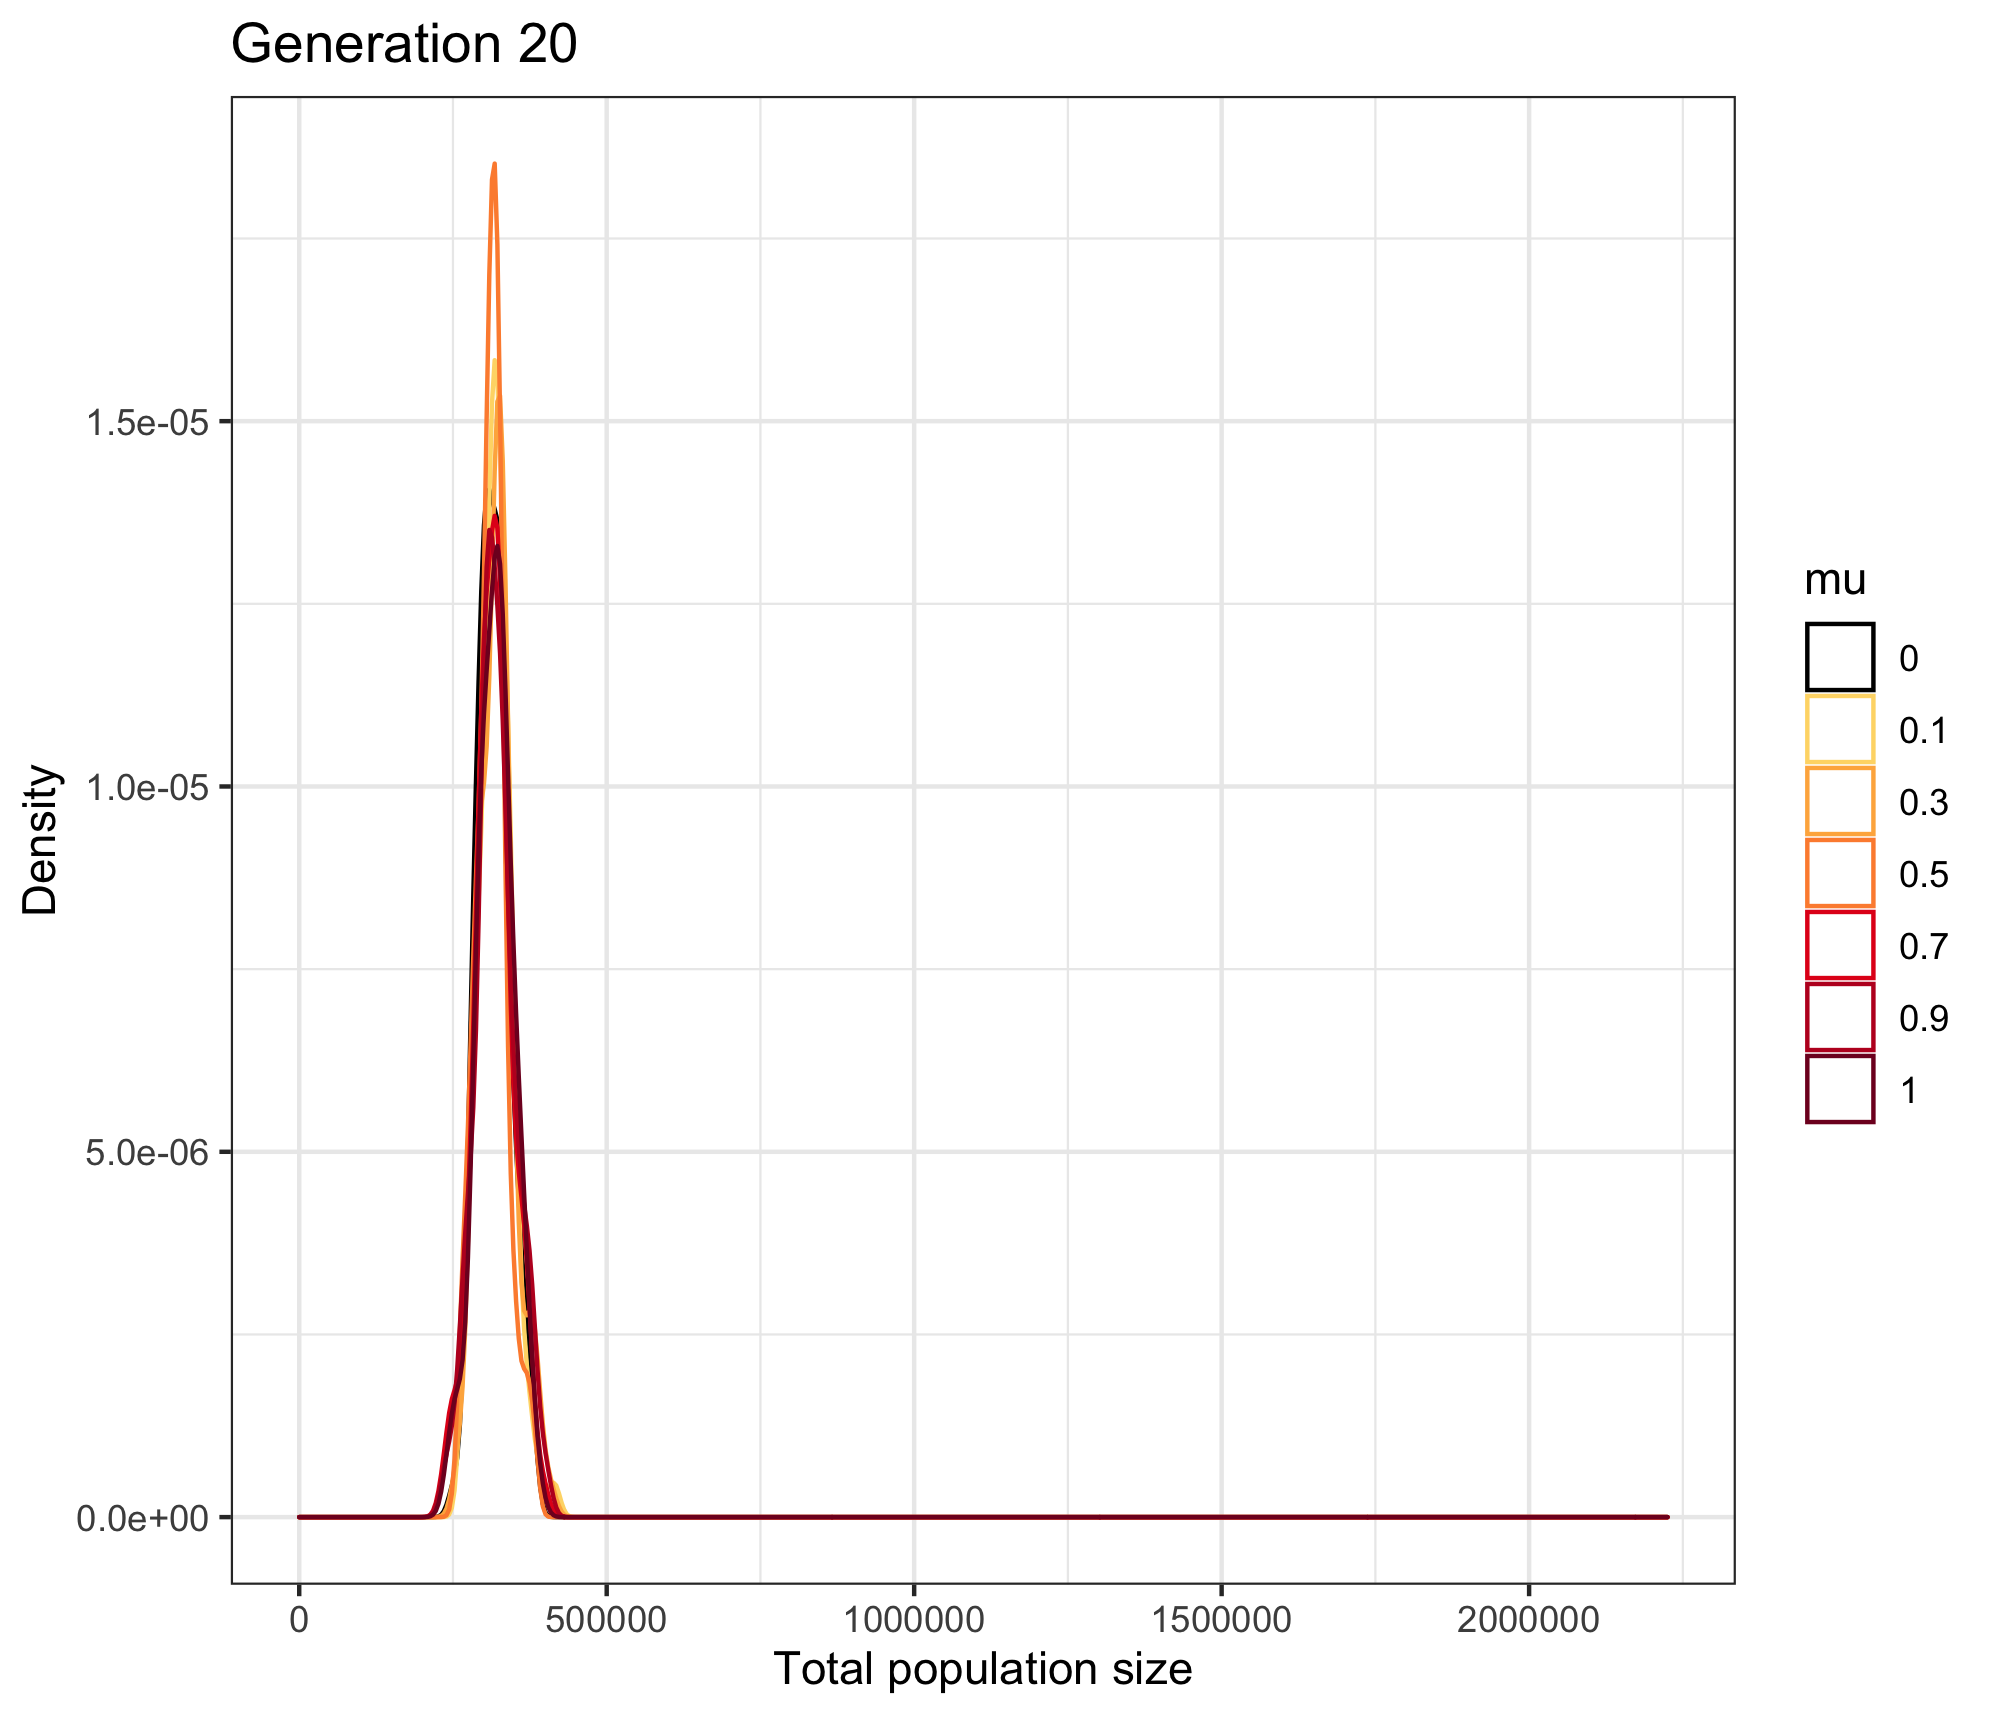 Generation 20
1.5e-05
1.0e-05
5.0e-06
0.0e+00
Density
0 500000 1000000 1500000 2000000
Total population size
mu
0
0.1
0.3
0.5
0.7
0.9
1